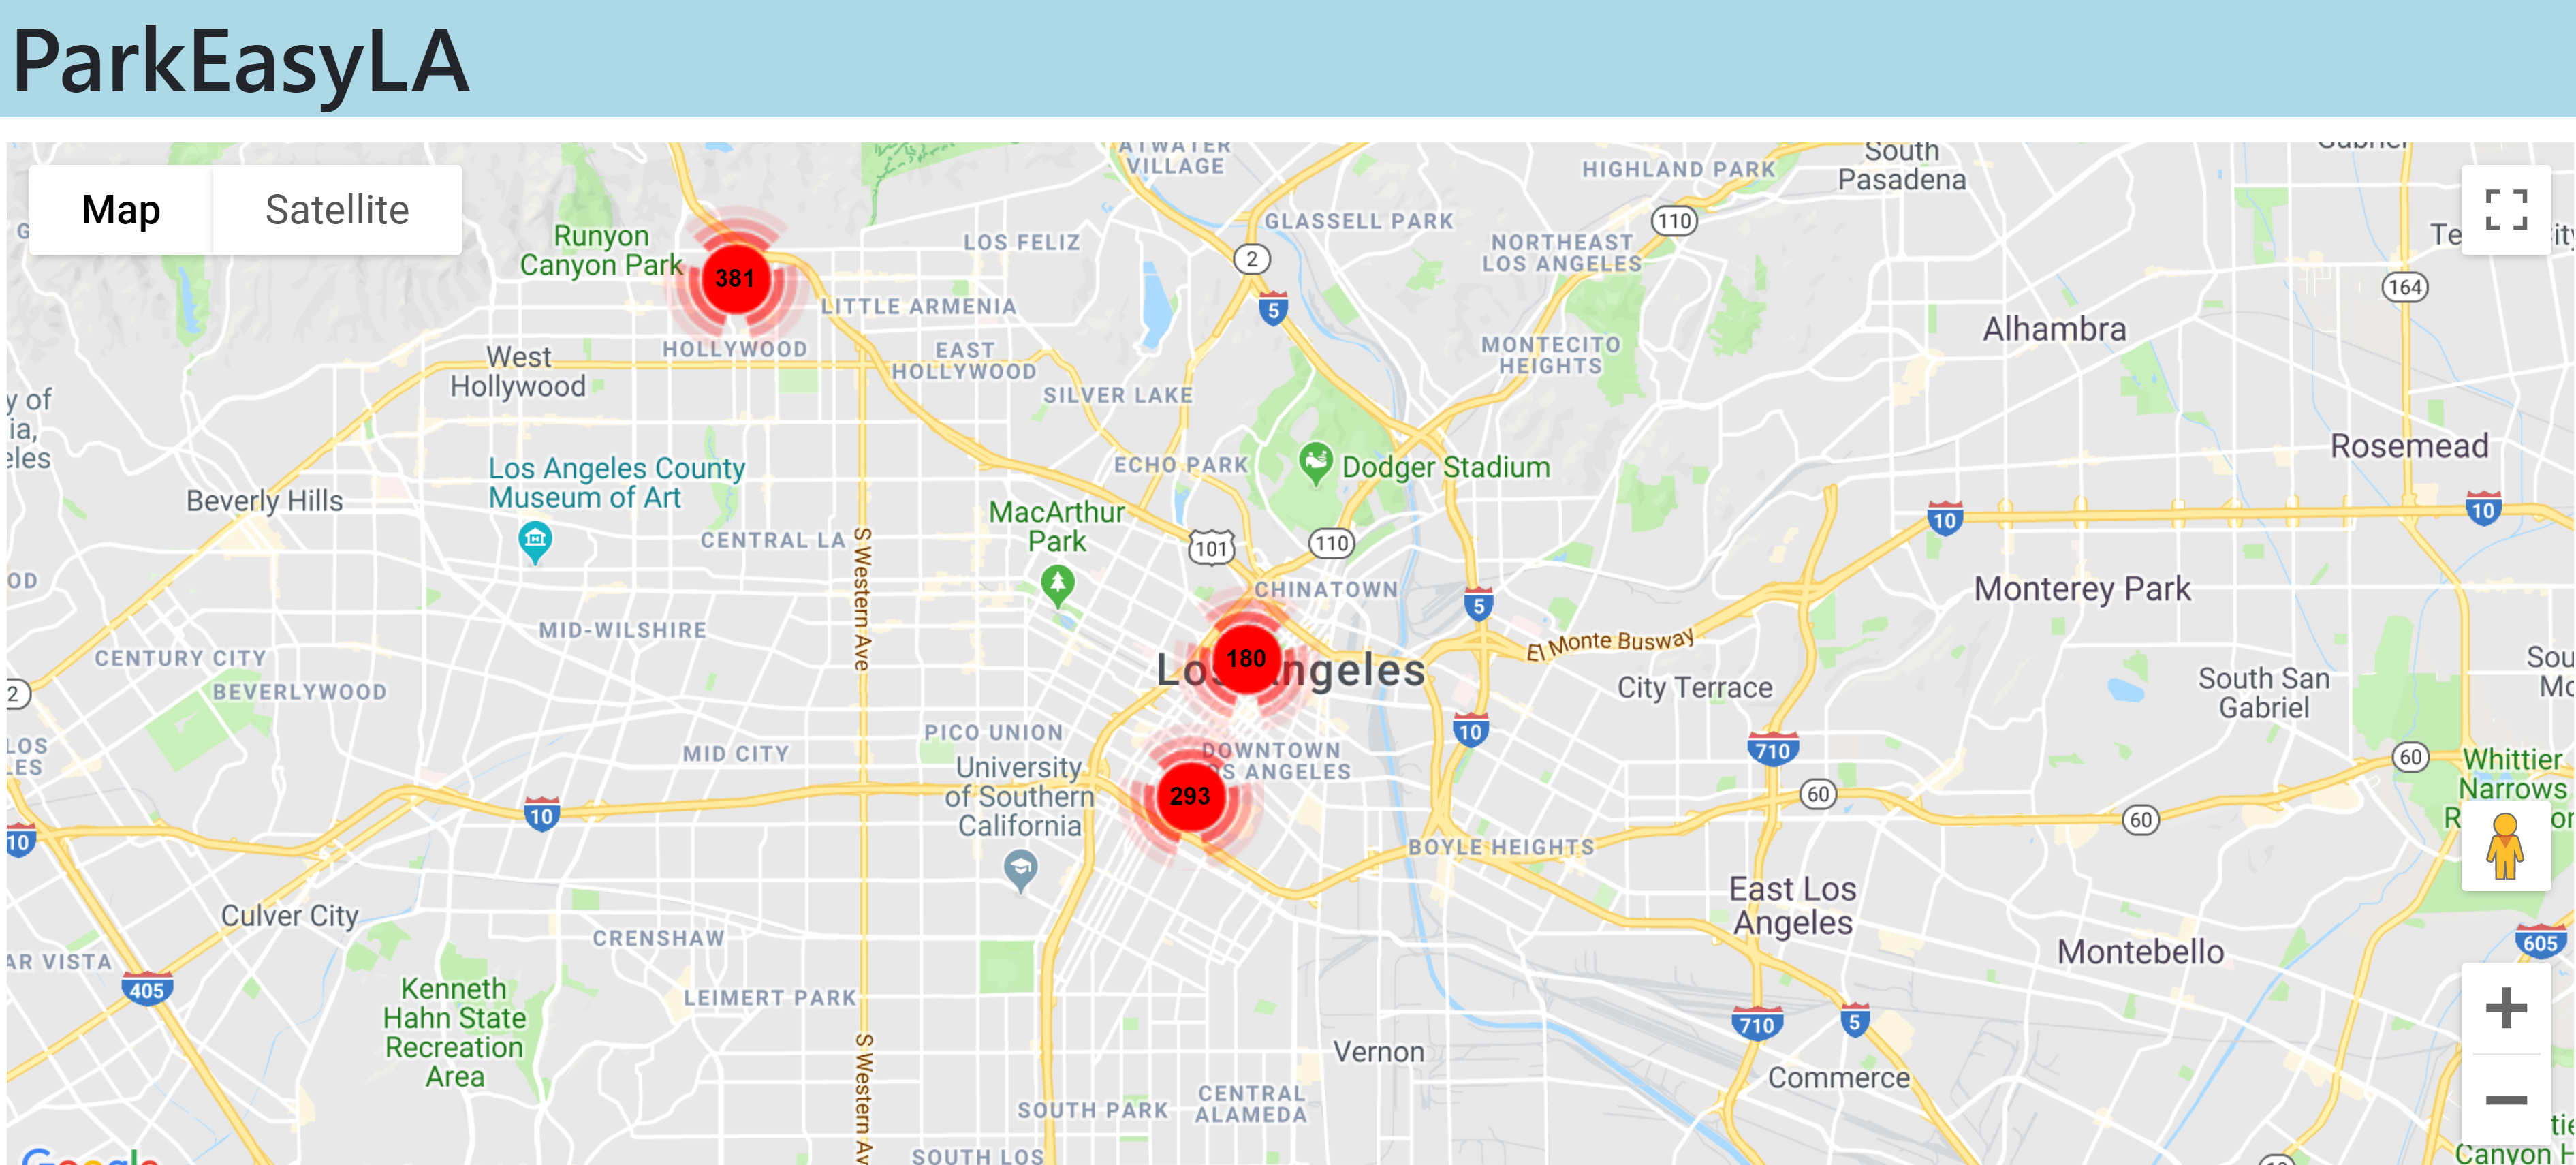 ParkEasyLA
Map
Satellite
ATWATER
VILLAGE
HIGHLAND PARK
South
Pasadena
Runyon
Canyon Park
381
LOS FELIZ
GLASSELL PARK
110
NORTHEAST
LOS ANGELES
2
5
LITTLE ARMENIA
164
Alhambra
HOLLYWOOD
EAST
HOLLYWOOD
MONTECITO
HEIGHTS
West
Hollywood
SILVER LAKE
y of
ia,
eles
Rosemead
Los Angeles County
Museum of Art
ECHO PARK
Dodger Stadium
Beverly Hills
MacArthur
Park
10
10
CENTRAL LA
S Western Ave
101
110
OD
CHINATOWN
5
Monterey Park
MID-WILSHIRE
El Monte Busway
CENTURY CITY
180
Los Angeles
BEVERLYWOOD
2
City Terrace
South San
Gabriel
Sou
Mo
10
PICO UNION
LOS
LES
MID CITY
DOWNTOWN
OS ANGELES
710
60
Whittier
Narrows
University
of Southern
California
293
60
60
10
10
BOYLE HEIGHTS
East Los
Angeles
Culver City
CRENSHAW
605
Montebello
AR VISTA
405
Kenneth
Hahn State
Recreation
Area
LEIMERT PARK
710
5
S Western Av
Vernon
Commerce
SOUTH PARK
CENTRAL
ALAMEDA
SOUTH LOS
Canyon
Google